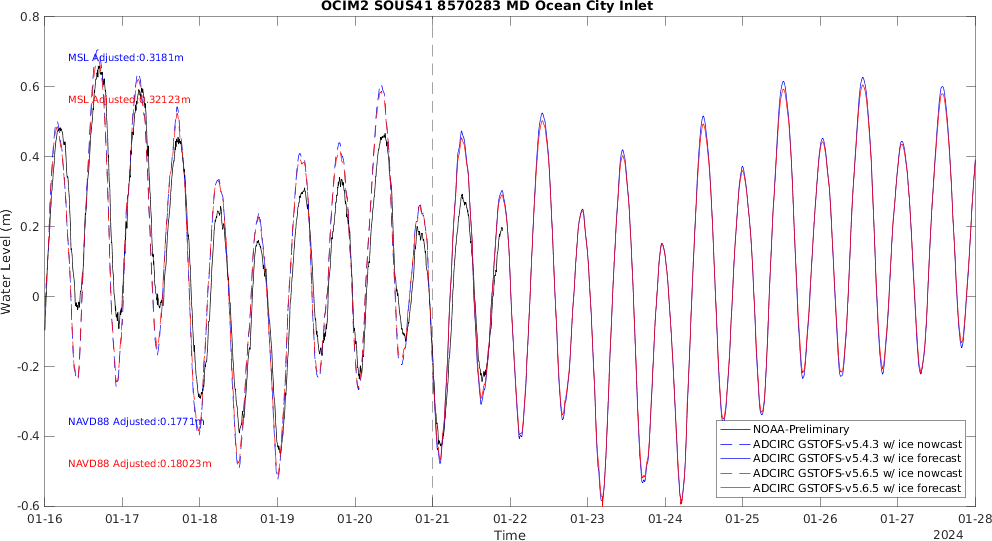 OCIM2 SOUS41 8570283 MD Ocean City Inlet
0.8
0.6
0.4
0.2
0
-0.2
-0.4
-0.6
Water Level (m)
MSL Adjusted:0.3181m
MSL Adjusted:0.32123m
NAVD88 Adjusted:0.1771m
NAVD88 Adjusted:0.18023m
NOAA-Preliminary
ADCIRC GSTOFS-v5.4.3 w/ ice nowcast
ADCIRC GSTOFS-v5.4.3 w/ ice forecast
ADCIRC GSTOFS-v5.6.5 w/ ice nowcast
ADCIRC GSTOFS-v5.6.5 w/ ice forecast
01-16 01-17 01-18 01-19 01-20 01-21 01-22 01-23 01-24 01-25 01-26 01-27 01-28
Time
2024